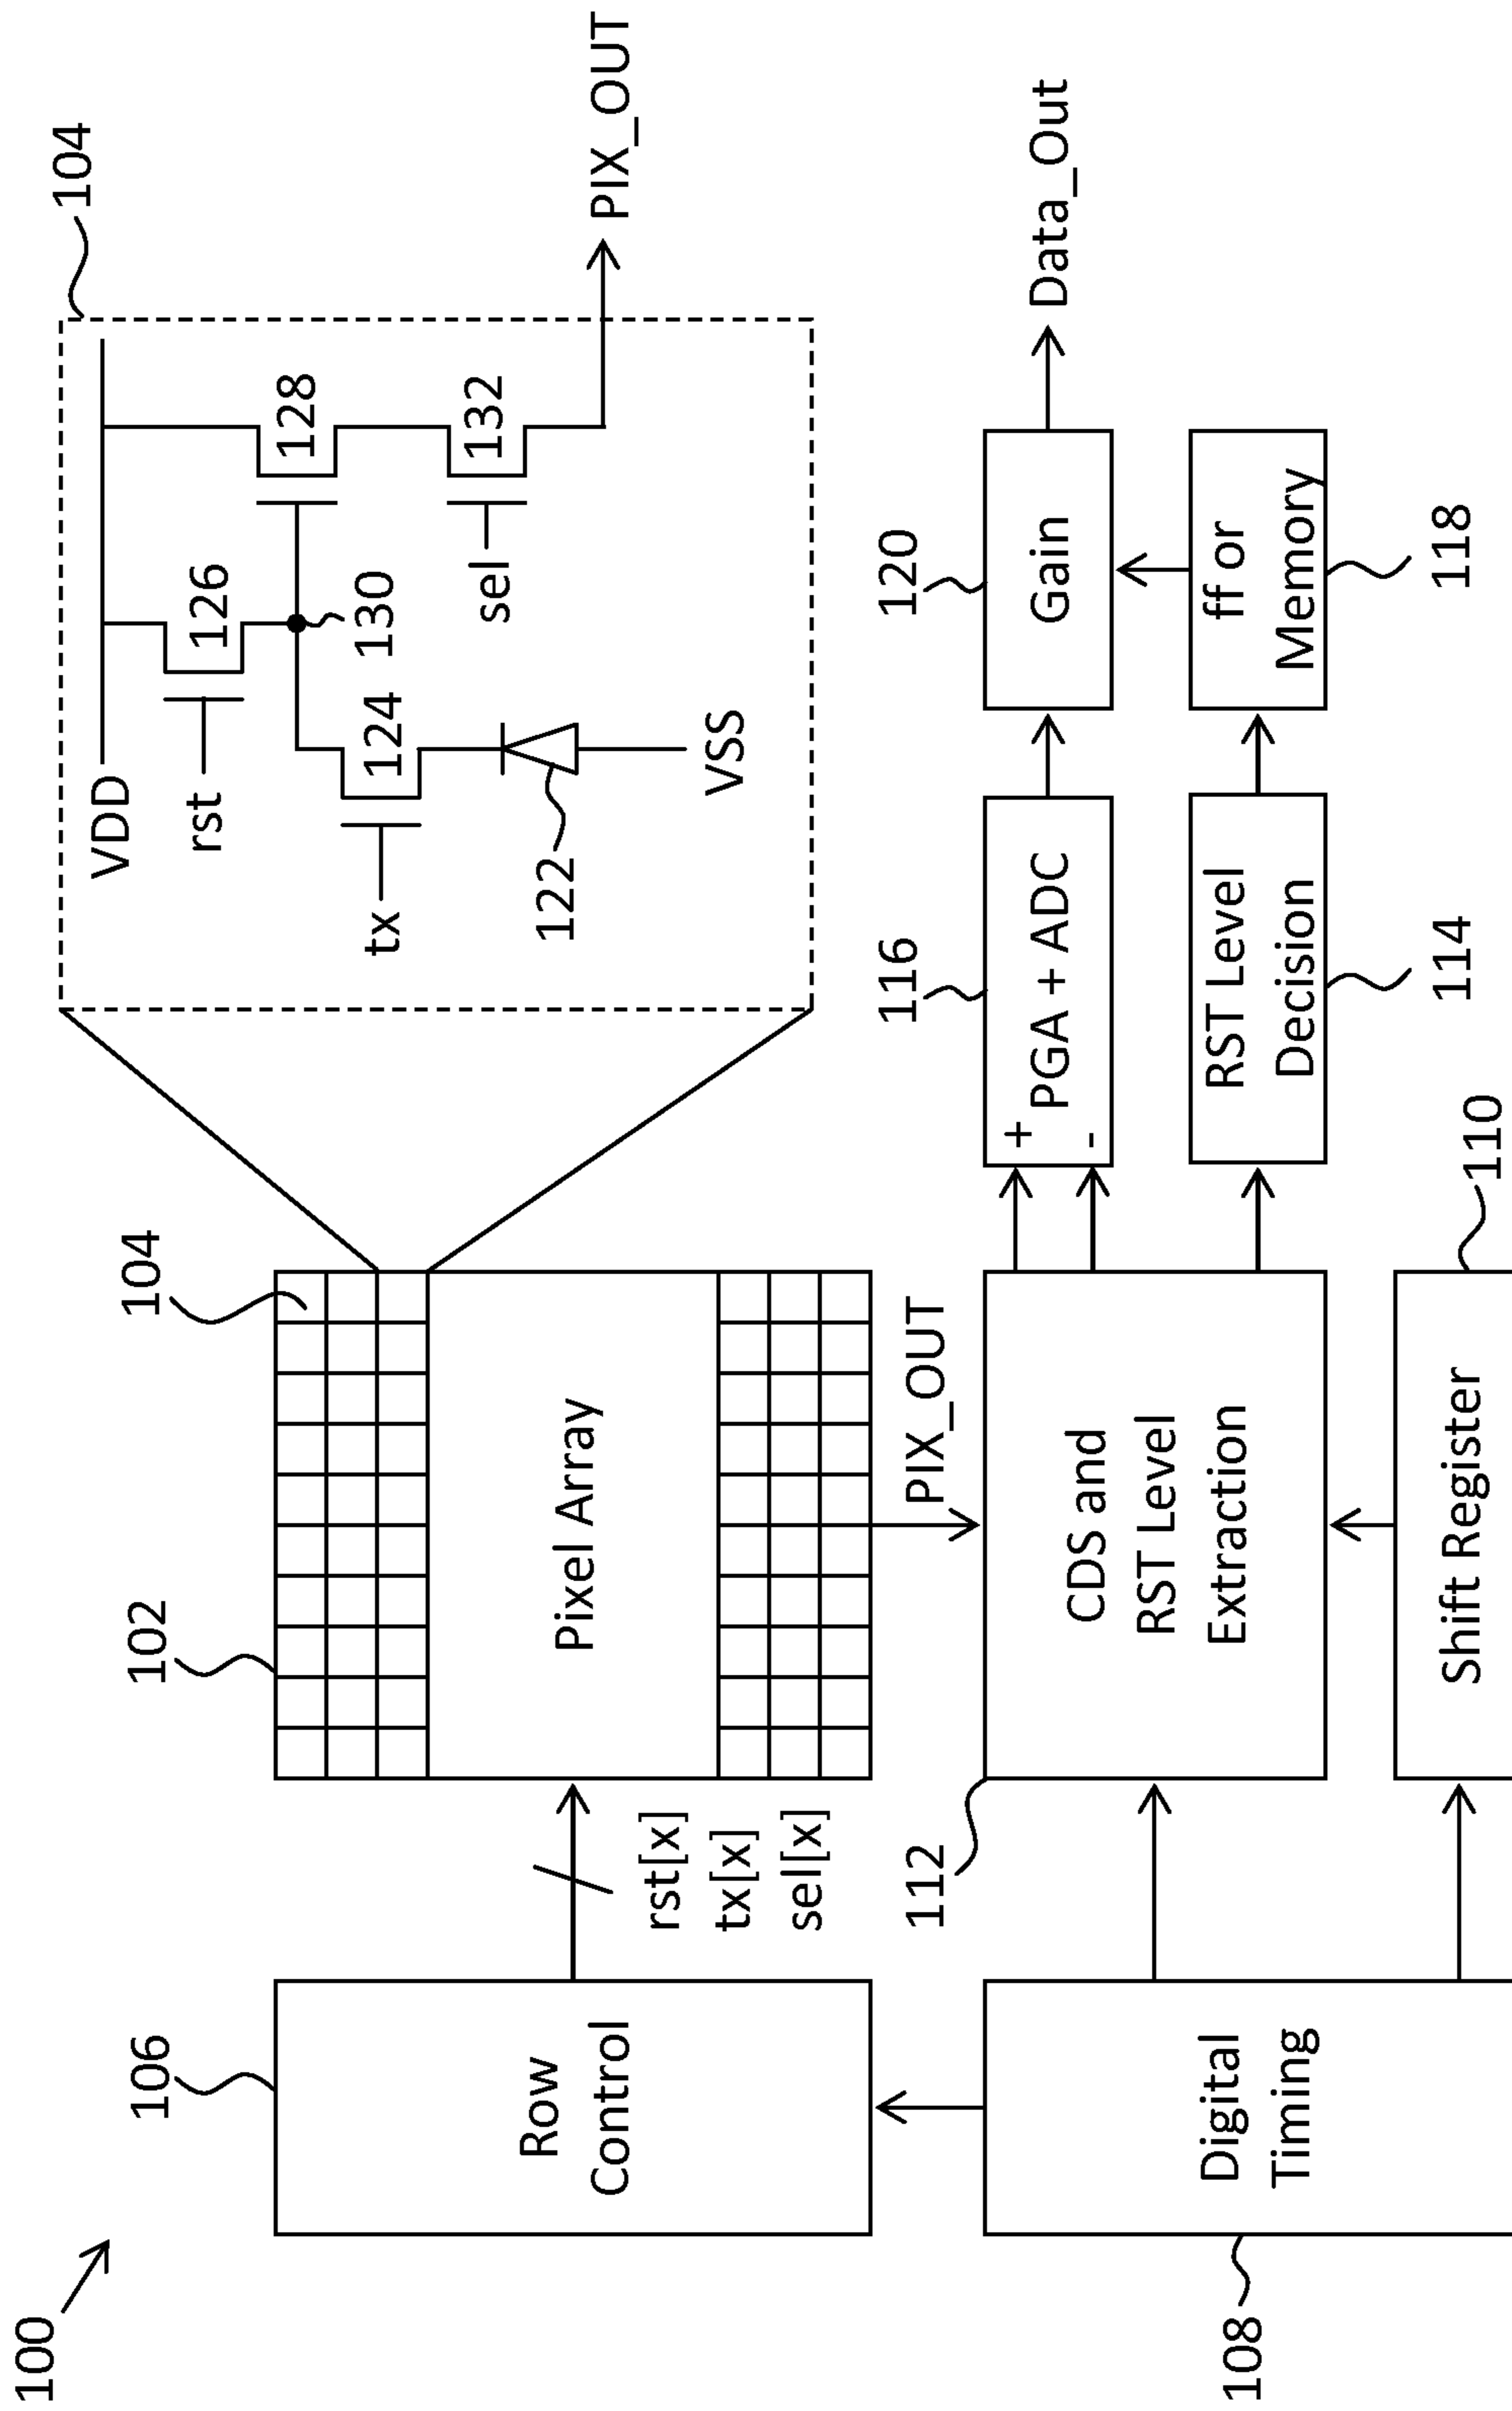 100
106
Row
Control
102
104
Pixel Array
rst[x]
tx[x]
sel[x]
PIX_OUT
104
VDD
rst
126
128
130
tx
124
sel
132
122
VSS
PIX_OUT
108
Digital
Timing
112
CDS and
RST Level
Extraction
110
Shift Register
116
+
PGA + ADC
-
114
RST Level
Decision
120
Gain
118
ff or
Memory
Data_Out